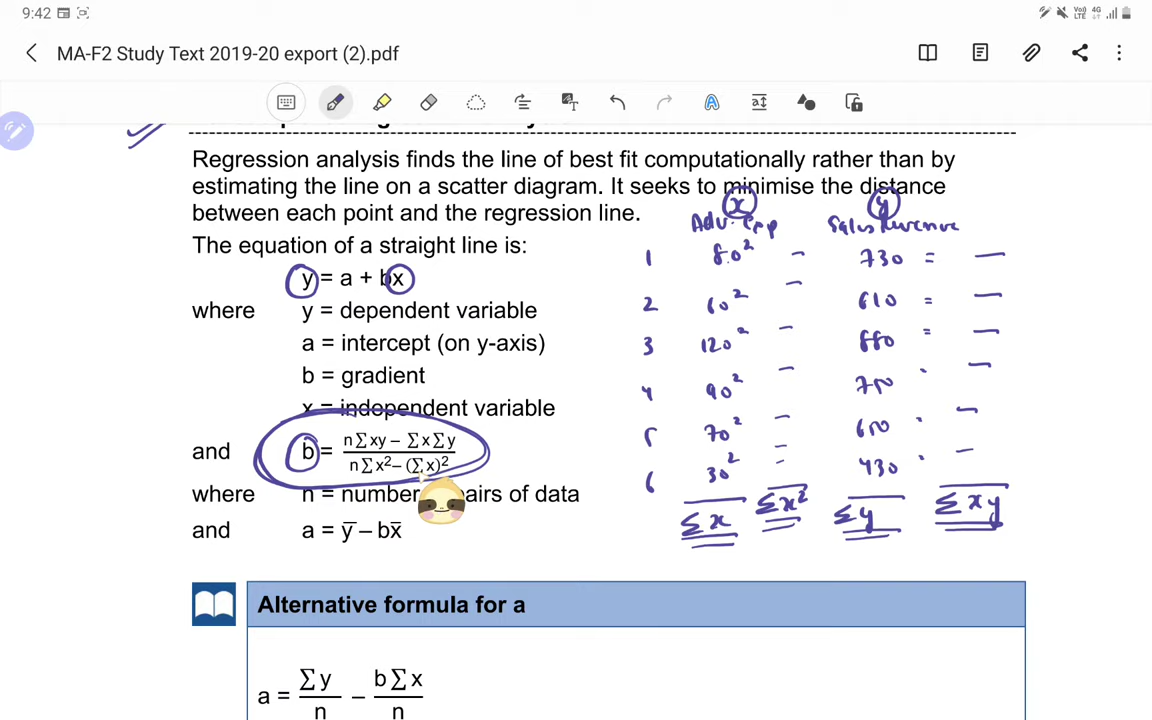 9:42
Voo) 4G
LTE
MA-F2 Study Text 2019-20 export (2).pdf
Regression analysis finds the line of best fit computationally rather than by
estimating the line on a scatter diagram. It seeks to minimise the distance
between each point and the regression line.
x y
Adv. exp Sales Revenue
The equation of a straight line is:
y = a + bx
where y = dependent variable
a = intercept (on y-axis)
b = gradient
x = independent variable
and b = n∑xy – ∑x∑y / n∑x² – (∑x)²
where n = number pairs of data
and a = y̅ – bx̅
1 80² – 730 = —
2 60² – 610 = —
3 120² – 880 = —
4 90² – 750 · —
5 70² – 650 · —
6 30² – 430 · —
∑x ∑x² ∑y ∑xy
Alternative formula for a
a = ∑y / n – b∑x / n